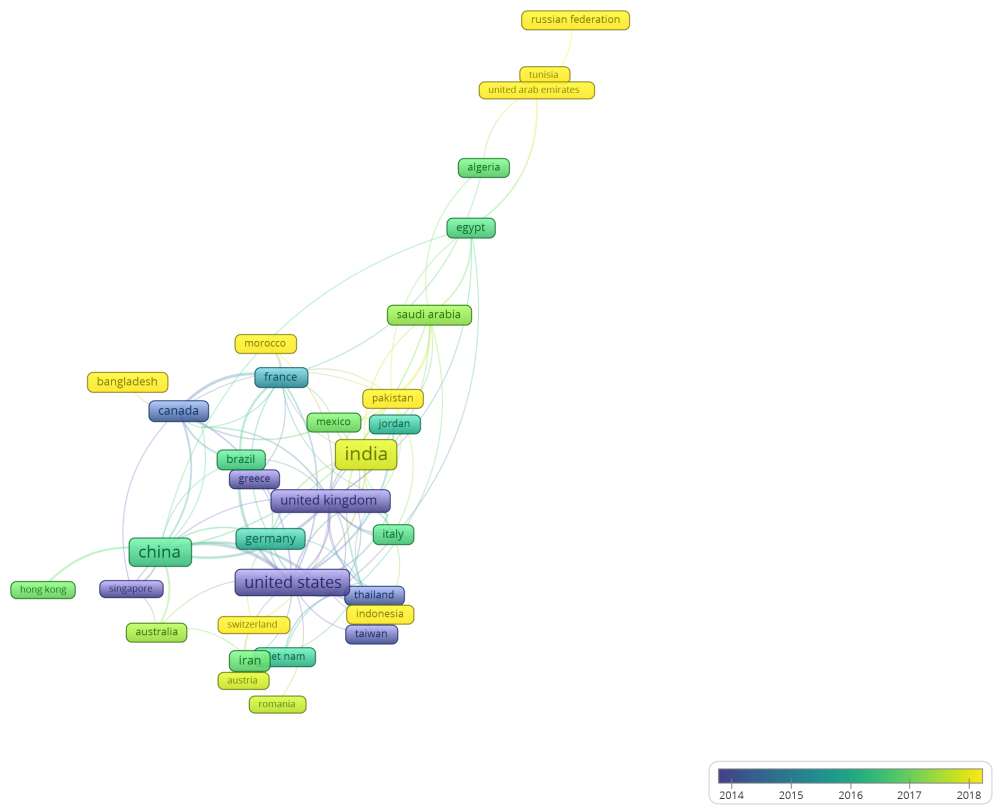 russian federation
tunisia
united arab emirates
algeria
egypt
saudi arabia
morocco
france
bangladesh
canada
pakistan
mexico
jordan
india
brazil
greece
united kingdom
italy
germany
china
united states
hong kong
singapore
thailand
indonesia
switzerland
australia
taiwan
iran
et nam
austria
romania
2014 2015 2016 2017 2018